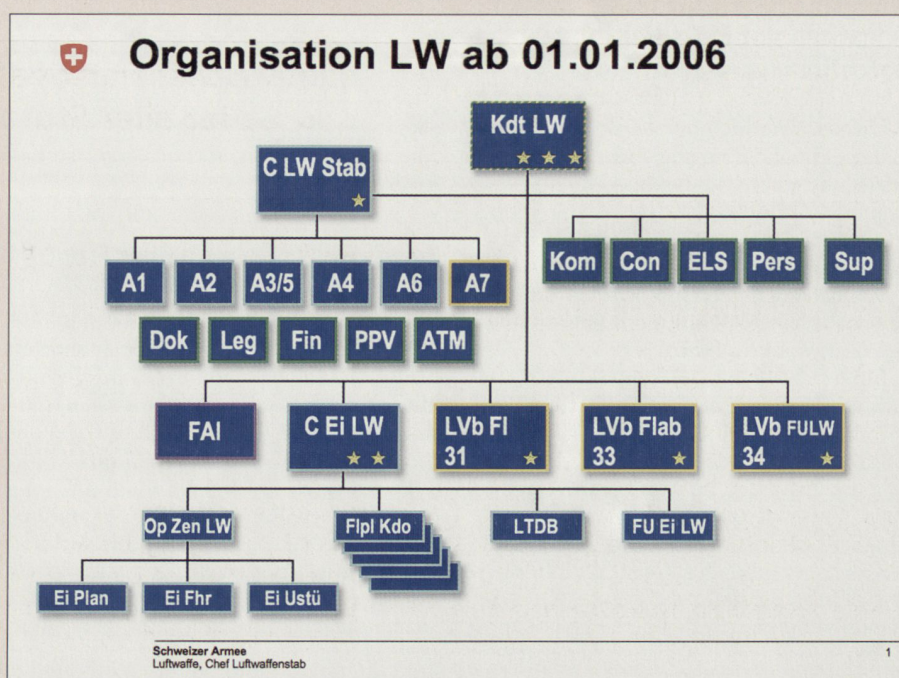 Organisation LW ab 01.01.2006
Kdt LW
C LW Stab
Kom Con ELS Pers Sup
A1 A2 A3/5 A4 A6 A7
Dok Leg Fin PPV ATM
FAI
C Ei LW
LVb Fl
31
LVb Flab
33
LVb FULW
34
Op Zen LW
Flpl Kdo
LTDB
FU Ei LW
Ei Plan
Ei Fhr
Ei Ustü
Schweizer Armee
Luftwaffe, Chef Luftwaffenstab
1